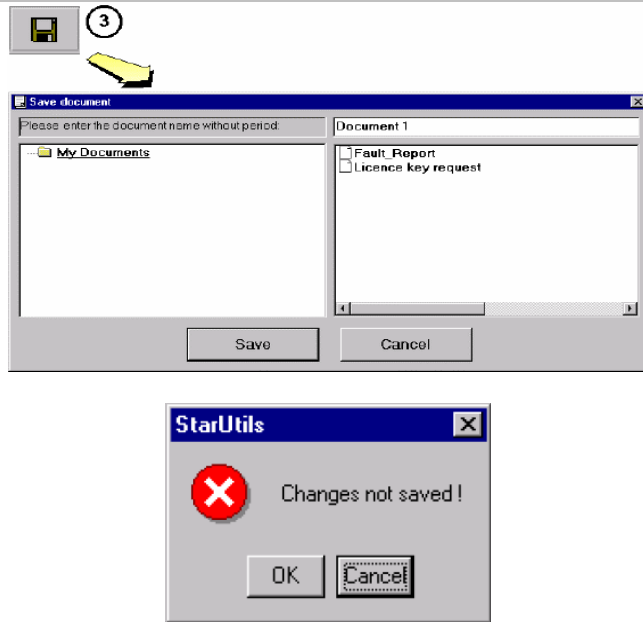 3
Save document
Please enter the document name without period:
Document 1
My Documents
Fault_Report
Licence key request
Save
Cancel
StarUtils
Changes not saved !
OK
Cancel